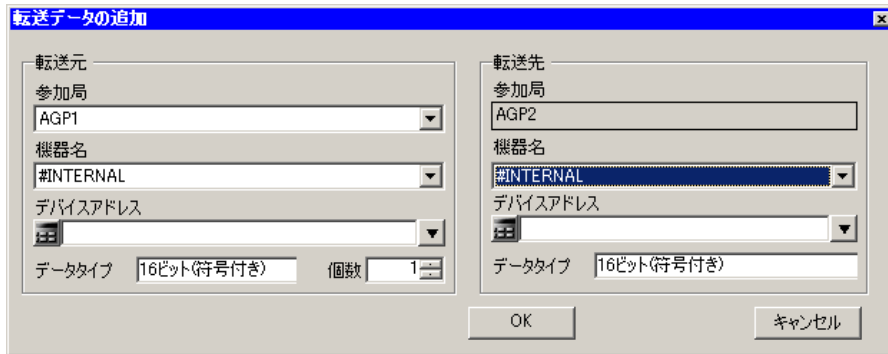 転送データの追加
転送元
参加局
AGP1
機器名
#INTERNAL
デバイスアドレス
データタイプ 16ビット(符号付き) 個数 1
転送先
参加局
AGP2
機器名
#INTERNAL
デバイスアドレス
データタイプ 16ビット(符号付き)
OK キャンセル